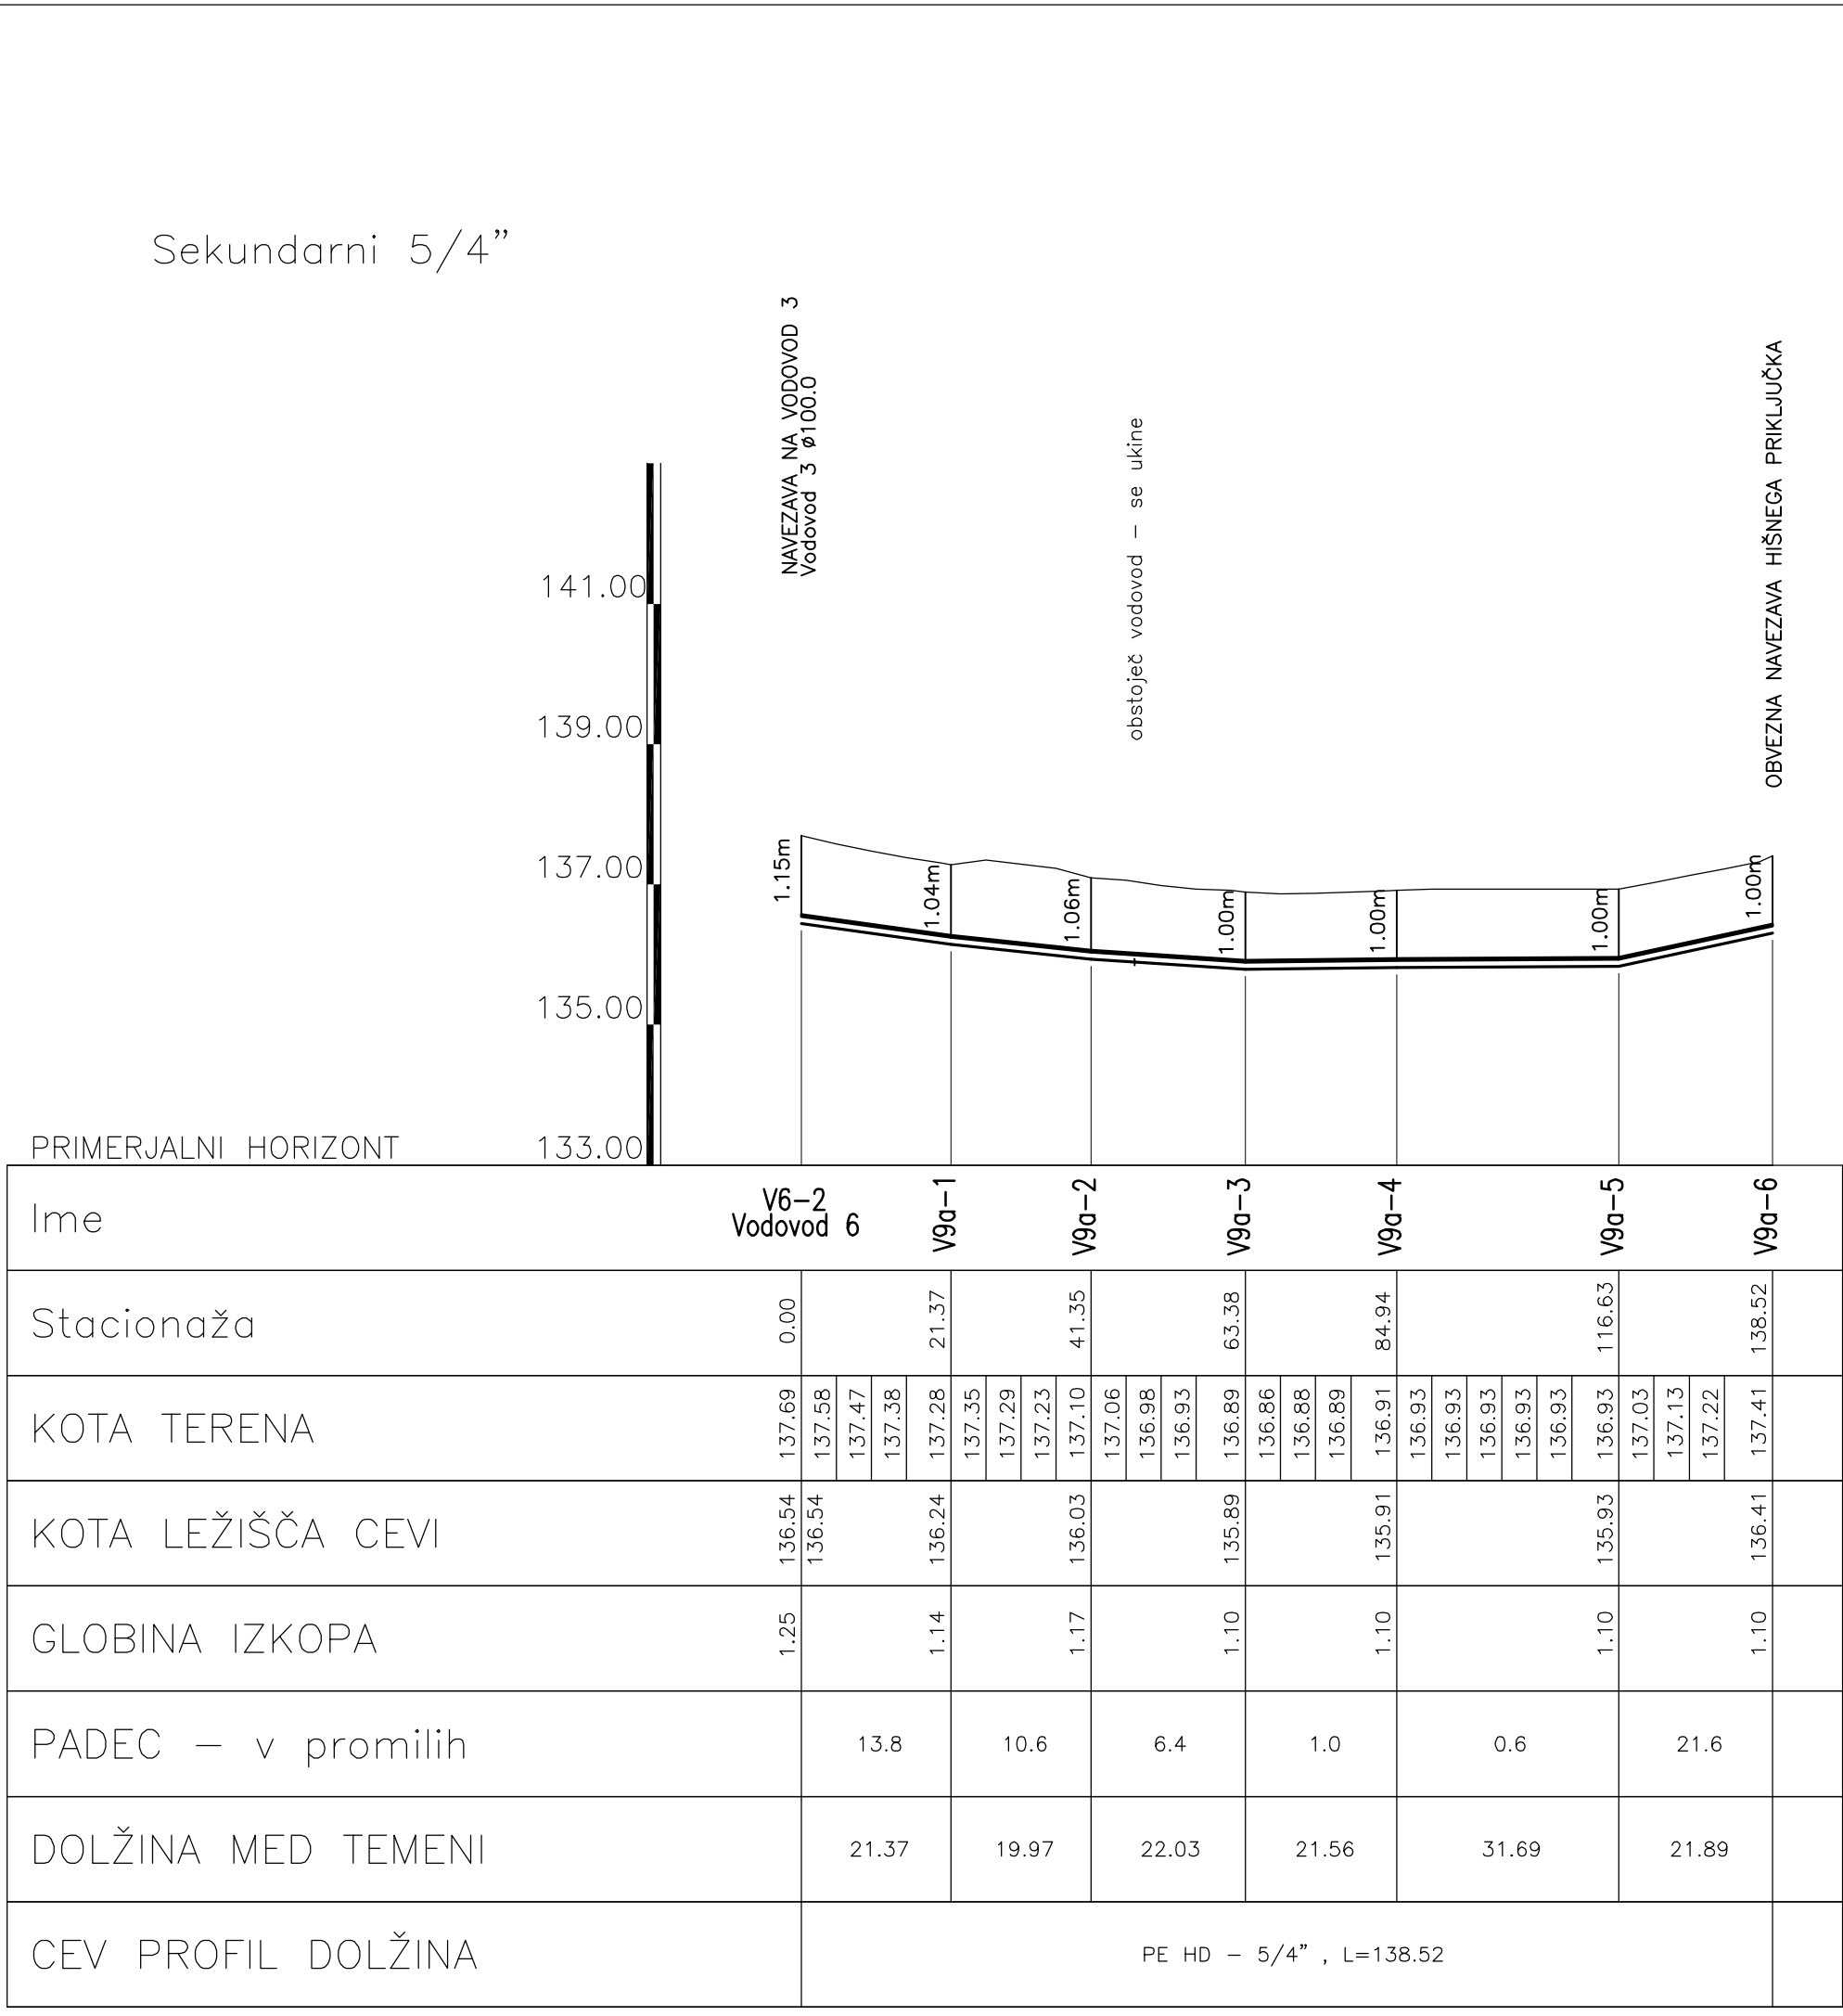 Sekundarni 5/4”
NAVEZAVA NA VODOVOD 3
Vodovod 3 ø100.0
obstoječ vodovod – se ukine
OBVEZNA NAVEZAVA HIŠNEGA PRIKLJUČKA
141.00
139.00
137.00
135.00
PRIMERJALNI HORIZONT 133.00
1.15m 1.04m 1.06m 1.00m 1.00m 1.00m 1.00m
Ime V6–2 Vodovod 6 V9a–1 V9a–2 V9a–3 V9a–4 V9a–5 V9a–6
Stacionaža 0.00 21.37 41.35 63.38 84.94 116.63 138.52
KOTA TERENA 137.69 137.58 137.47 137.38 137.28 137.35 137.29 137.23 137.10 137.06 136.98 136.93 136.89 136.86 136.88 136.89 136.91 136.93 136.93 136.93 136.93 136.93 136.93 137.03 137.13 137.22 137.41
KOTA LEŽIŠČA CEVI 136.54 136.54 136.24 136.03 135.89 135.91 135.93 136.41
GLOBINA IZKOPA 1.25 1.14 1.17 1.10 1.10 1.10 1.10
PADEC – v promilih 13.8 10.6 6.4 1.0 0.6 21.6
DOLŽINA MED TEMENI 21.37 19.97 22.03 21.56 31.69 21.89
CEV PROFIL DOLŽINA PE HD – 5/4” , L=138.52